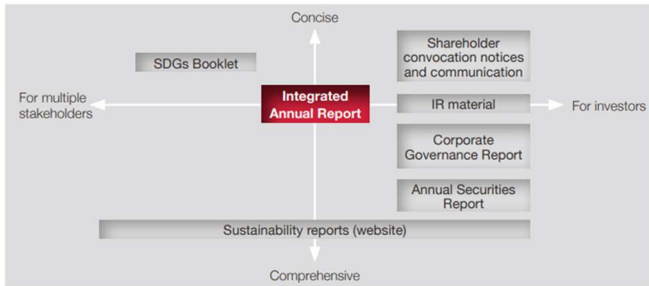 Concise
Shareholder
convocation notices
and communication
SDGs Booklet
For multiple
stakeholders
Integrated
Annual Report
IR material
For investors
Corporate
Governance Report
Annual Securities
Report
Sustainability reports (website)
Comprehensive